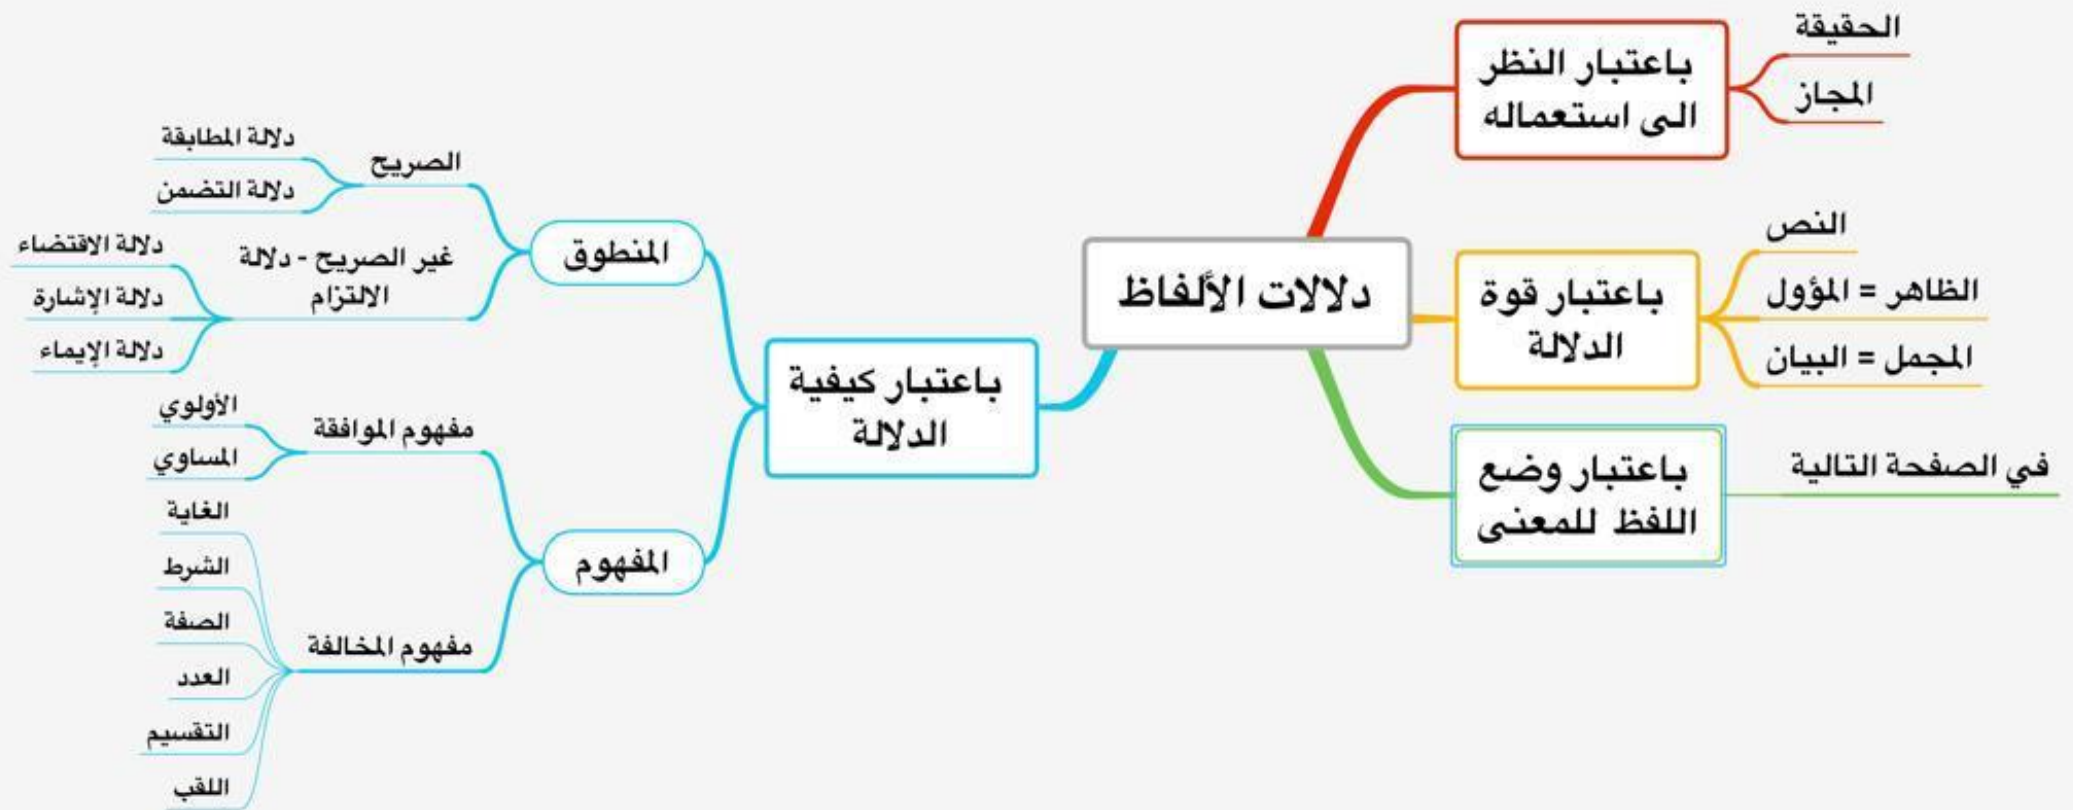 دلالات الألفاظ
باعتبار النظر
الى استعماله
الحقيقة
المجاز
باعتبار قوة
الدلالة
النص
الظاهر = المؤول
المجمل = البيان
باعتبار وضع
اللفظ للمعنى
في الصفحة التالية
باعتبار كيفية
الدلالة
المنطوق
الصريح
دلالة المطابقة
دلالة التضمن
غير الصريح - دلالة
الالتزام
دلالة الاقتضاء
دلالة الإشارة
دلالة الإيماء
المفهوم
مفهوم الموافقة
الأولوي
المساوي
مفهوم المخالفة
الغاية
الشرط
الصفة
العدد
التقسيم
اللقب